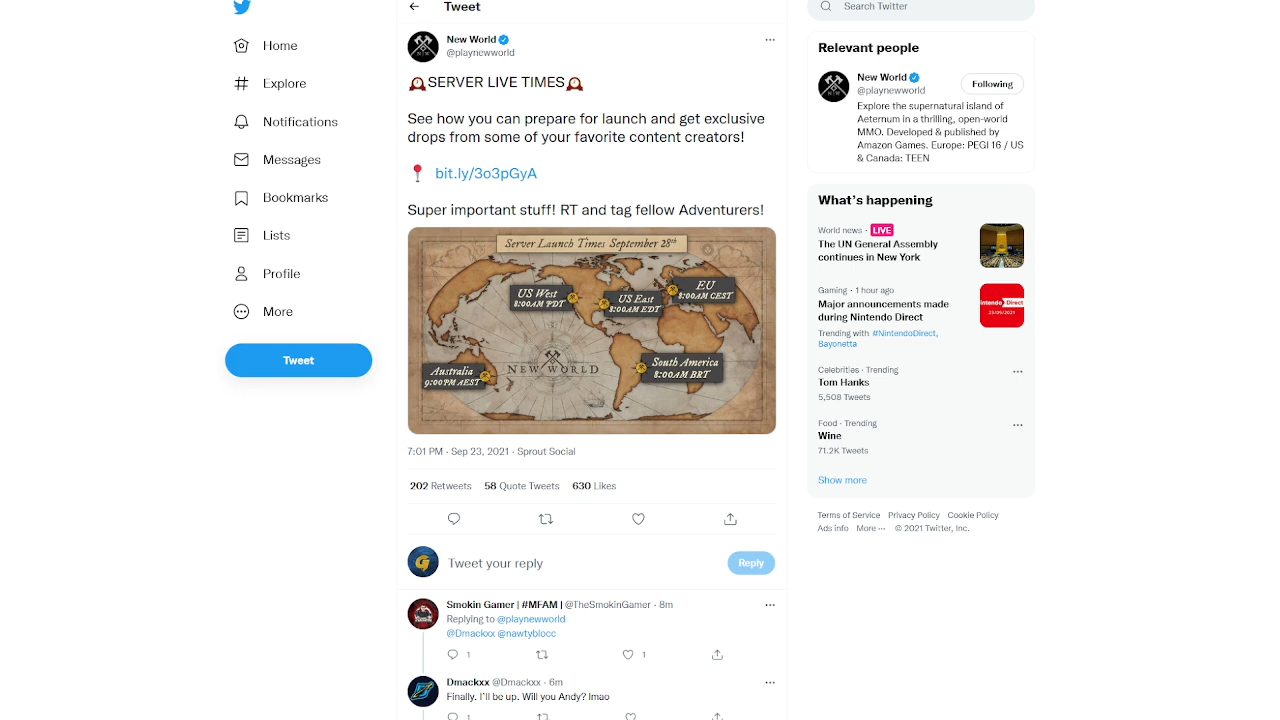 Home
Explore
Notifications
Messages
Bookmarks
Lists
Profile
More
Tweet
Tweet
New World
@playnewworld
SERVER LIVE TIMES
See how you can prepare for launch and get exclusive
drops from some of your favorite content creators!
bit.ly/3o3pGyA
Super important stuff! RT and tag fellow Adventurers!
Server Launch Times September 28th
US West
8:00AM PDT
US East
8:00AM EDT
EU
8:00AM CEST
Australia
9:00PM AEST
NEW WORLD
South America
8:00AM BRT
7:01 PM · Sep 23, 2021 · Sprout Social
202 Retweets 58 Quote Tweets 630 Likes
Tweet your reply
Reply
Smokin Gamer | #MFAM | @TheSmokinGamer · 8m
Replying to @playnewworld
@Dmackxx @nawtyblocc
1 1
Dmackxx @Dmackxx · 6m
Finally. I'll be up. Will you Andy? lmao
1
Search Twitter
Relevant people
New World
@playnewworld
Following
Explore the supernatural island of
Aeternum in a thrilling, open-world
MMO. Developed & published by
Amazon Games. Europe: PEGI 16 / US
& Canada: TEEN
What's happening
World news · LIVE
The UN General Assembly
continues in New York
Gaming · 1 hour ago
Major announcements made
during Nintendo Direct
Trending with #NintendoDirect,
Bayonetta
intendo Direct
23/09/2021
Celebrities · Trending
Tom Hanks
5,508 Tweets
Food · Trending
Wine
71.2K Tweets
Show more
Terms of Service Privacy Policy Cookie Policy
Ads info More ··· © 2021 Twitter, Inc.